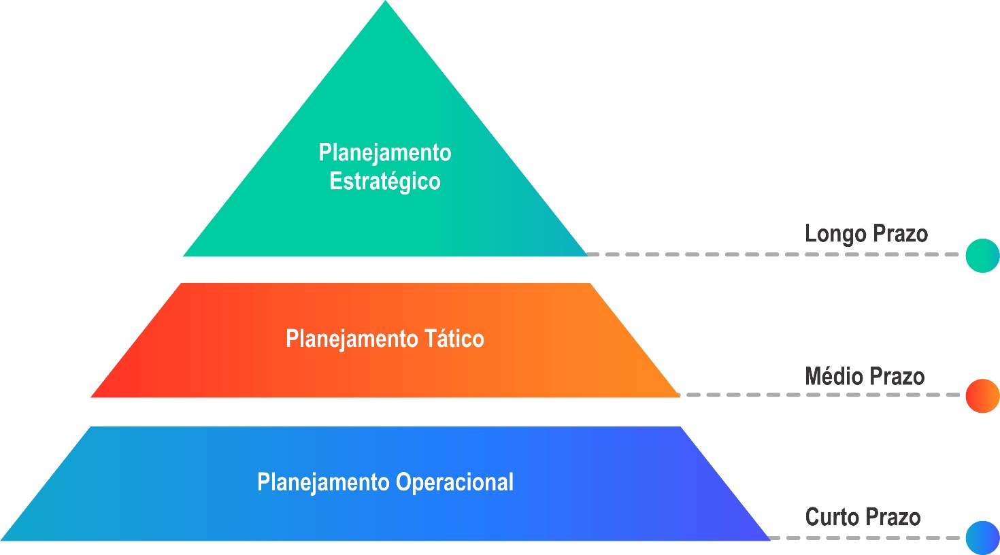 Planejamento
Estratégico
Longo Prazo
Planejamento Tático
Médio Prazo
Planejamento Operacional
Curto Prazo